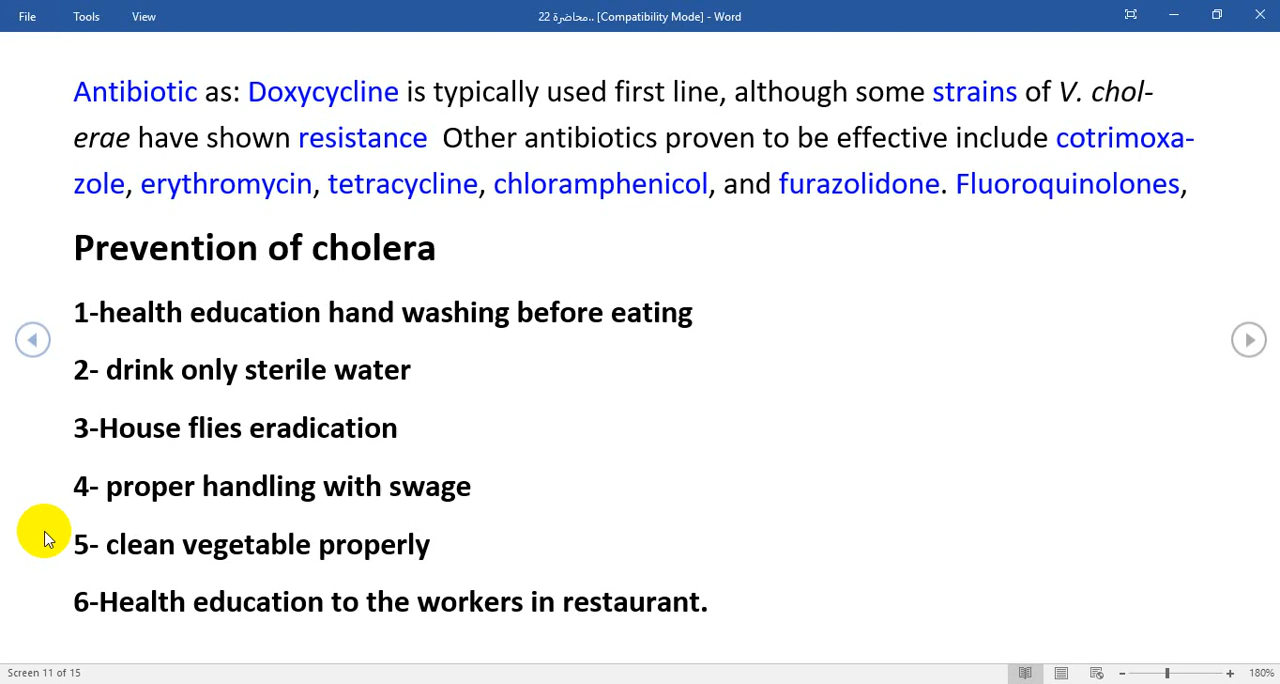 File Tools View 22 محاضرة.. [Compatibility Mode] - Word
Antibiotic as: Doxycycline is typically used first line, although some strains of V. chol-
erae have shown resistance Other antibiotics proven to be effective include cotrimoxa-
zole, erythromycin, tetracycline, chloramphenicol, and furazolidone. Fluoroquinolones,
Prevention of cholera
1-health education hand washing before eating
2- drink only sterile water
3-House flies eradication
4- proper handling with swage
5- clean vegetable properly
6-Health education to the workers in restaurant.
Screen 11 of 15 180%